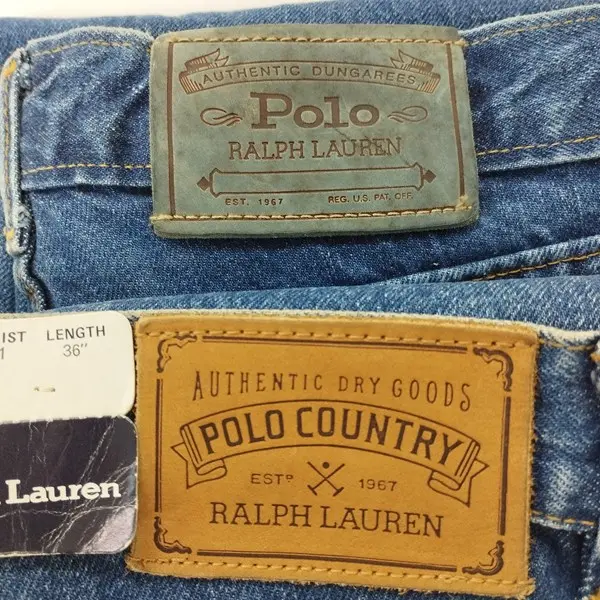 AUTHENTIC DUNGAREES
Polo
RALPH LAUREN
EST. 1967 REG. U.S. PAT. OFF.
LENGTH
36"
Lauren
AUTHENTIC DRY GOODS
POLO COUNTRY
ESTD 1967
RALPH LAUREN